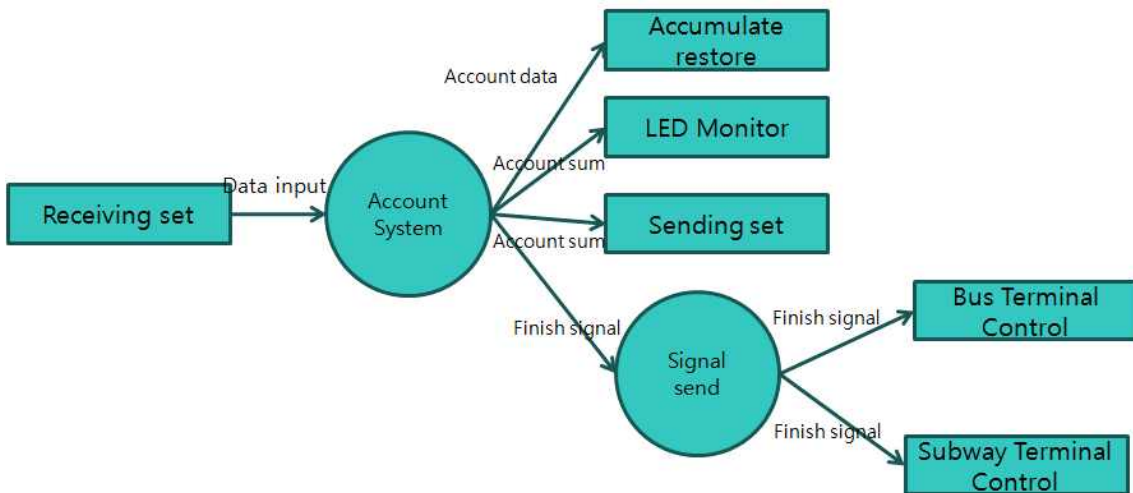 Accumulate
restore
Account data
LED Monitor
Account sum
Data input
Receiving set
Account
System
Sending set
Account sum
Finish signal
Signal
send
Finish signal
Bus Terminal
Control
Finish signal
Subway Terminal
Control